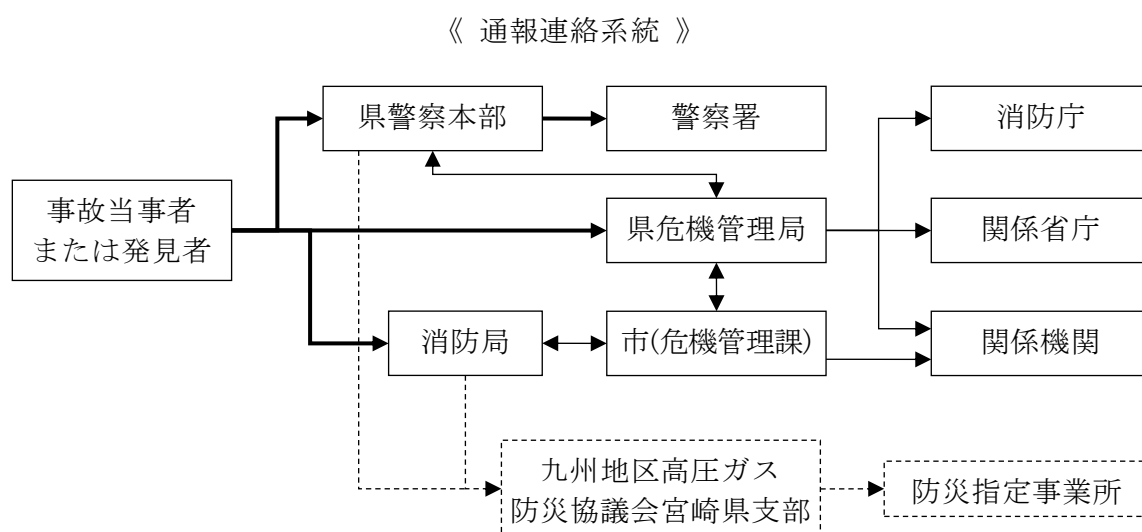 《 通報連絡系統 》
県警察本部
警察署
消防庁
事故当事者
または発見者
県危機管理局
関係省庁
消防局
市(危機管理課)
関係機関
九州地区高圧ガス
防災協議会宮崎県支部
防災指定事業所